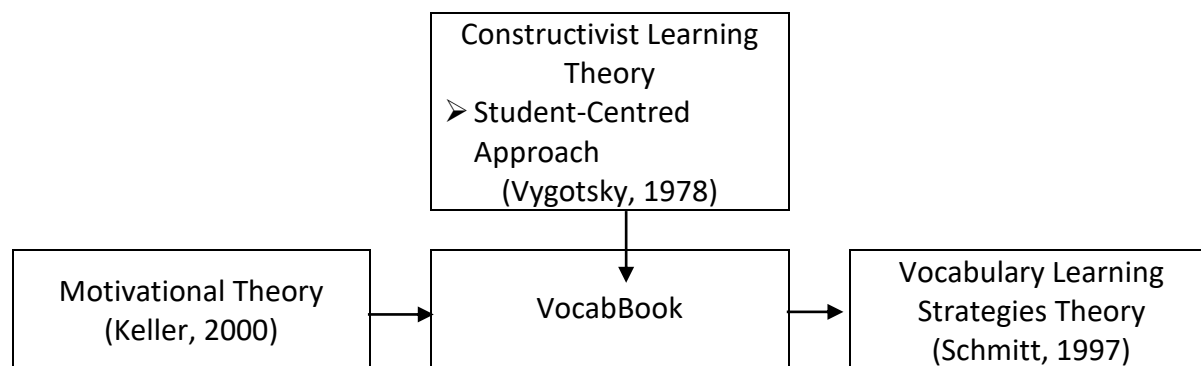 Constructivist Learning
Theory
➢ Student-Centred
Approach
(Vygotsky, 1978)
Motivational Theory
(Keller, 2000)
VocabBook
Vocabulary Learning
Strategies Theory
(Schmitt, 1997)